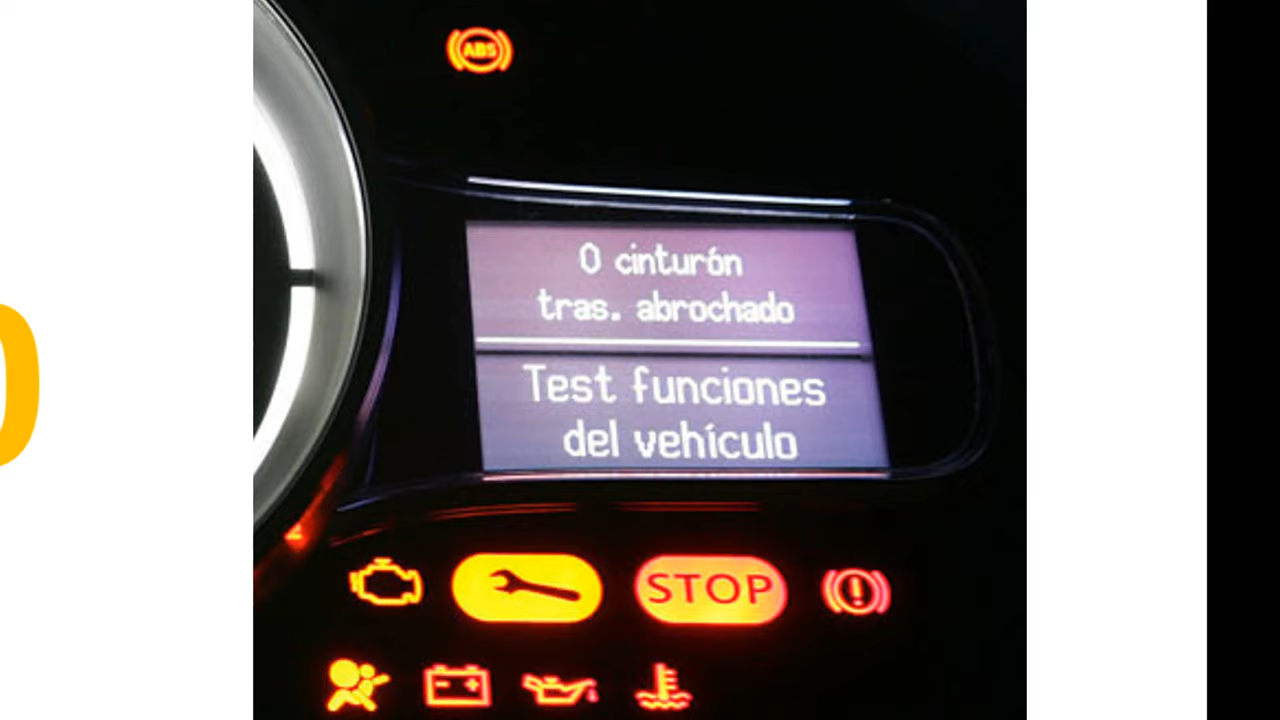 ABS
0 cinturón
tras. abrochado
Test funciones
del vehículo
STOP